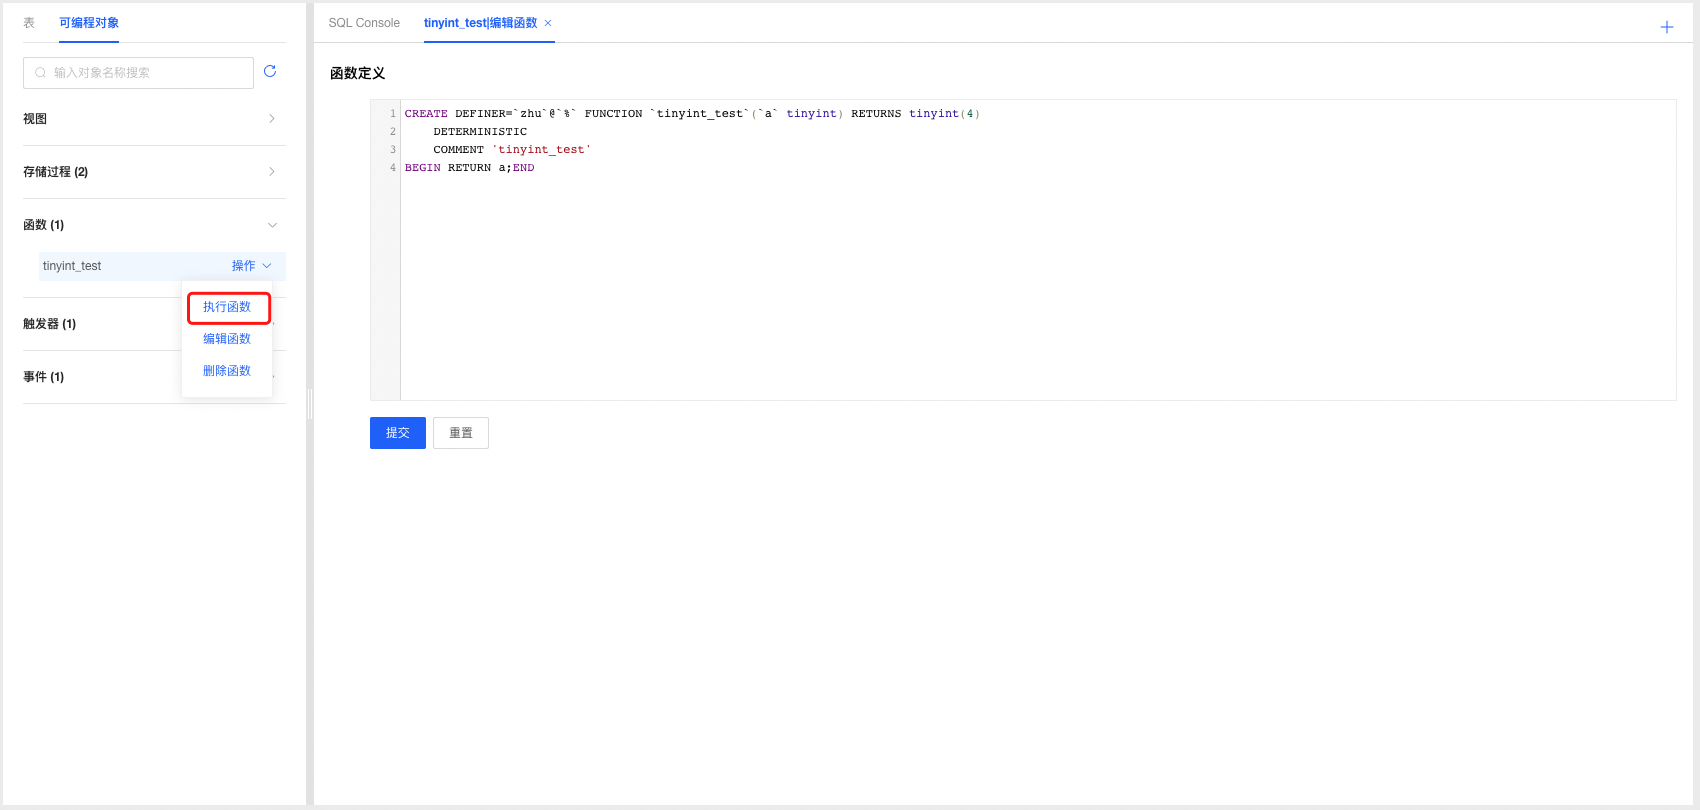 表 可编程对象
输入对象名称搜索
视图
存储过程 (2)
函数 (1)
tinyint_test 操作
执行函数
编辑函数
删除函数
触发器 (1)
事件 (1)
SQL Console tinyint_test|编辑函数 ×
函数定义
1 CREATE DEFINER=`zhu`@`%` FUNCTION `tinyint_test`(`a` tinyint) RETURNS tinyint(4)
2 DETERMINISTIC
3 COMMENT 'tinyint_test'
4 BEGIN RETURN a;END
提交 重置